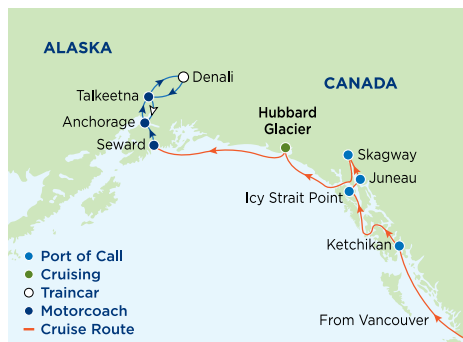 ALASKA
Denali
Talkeetna
CANADA
Anchorage
Hubbard
Glacier
Seward
Skagway
Juneau
Icy Strait Point
Ketchikan
Port of Call
Cruising
Traincar
Motorcoach
Cruise Route
From Vancouver